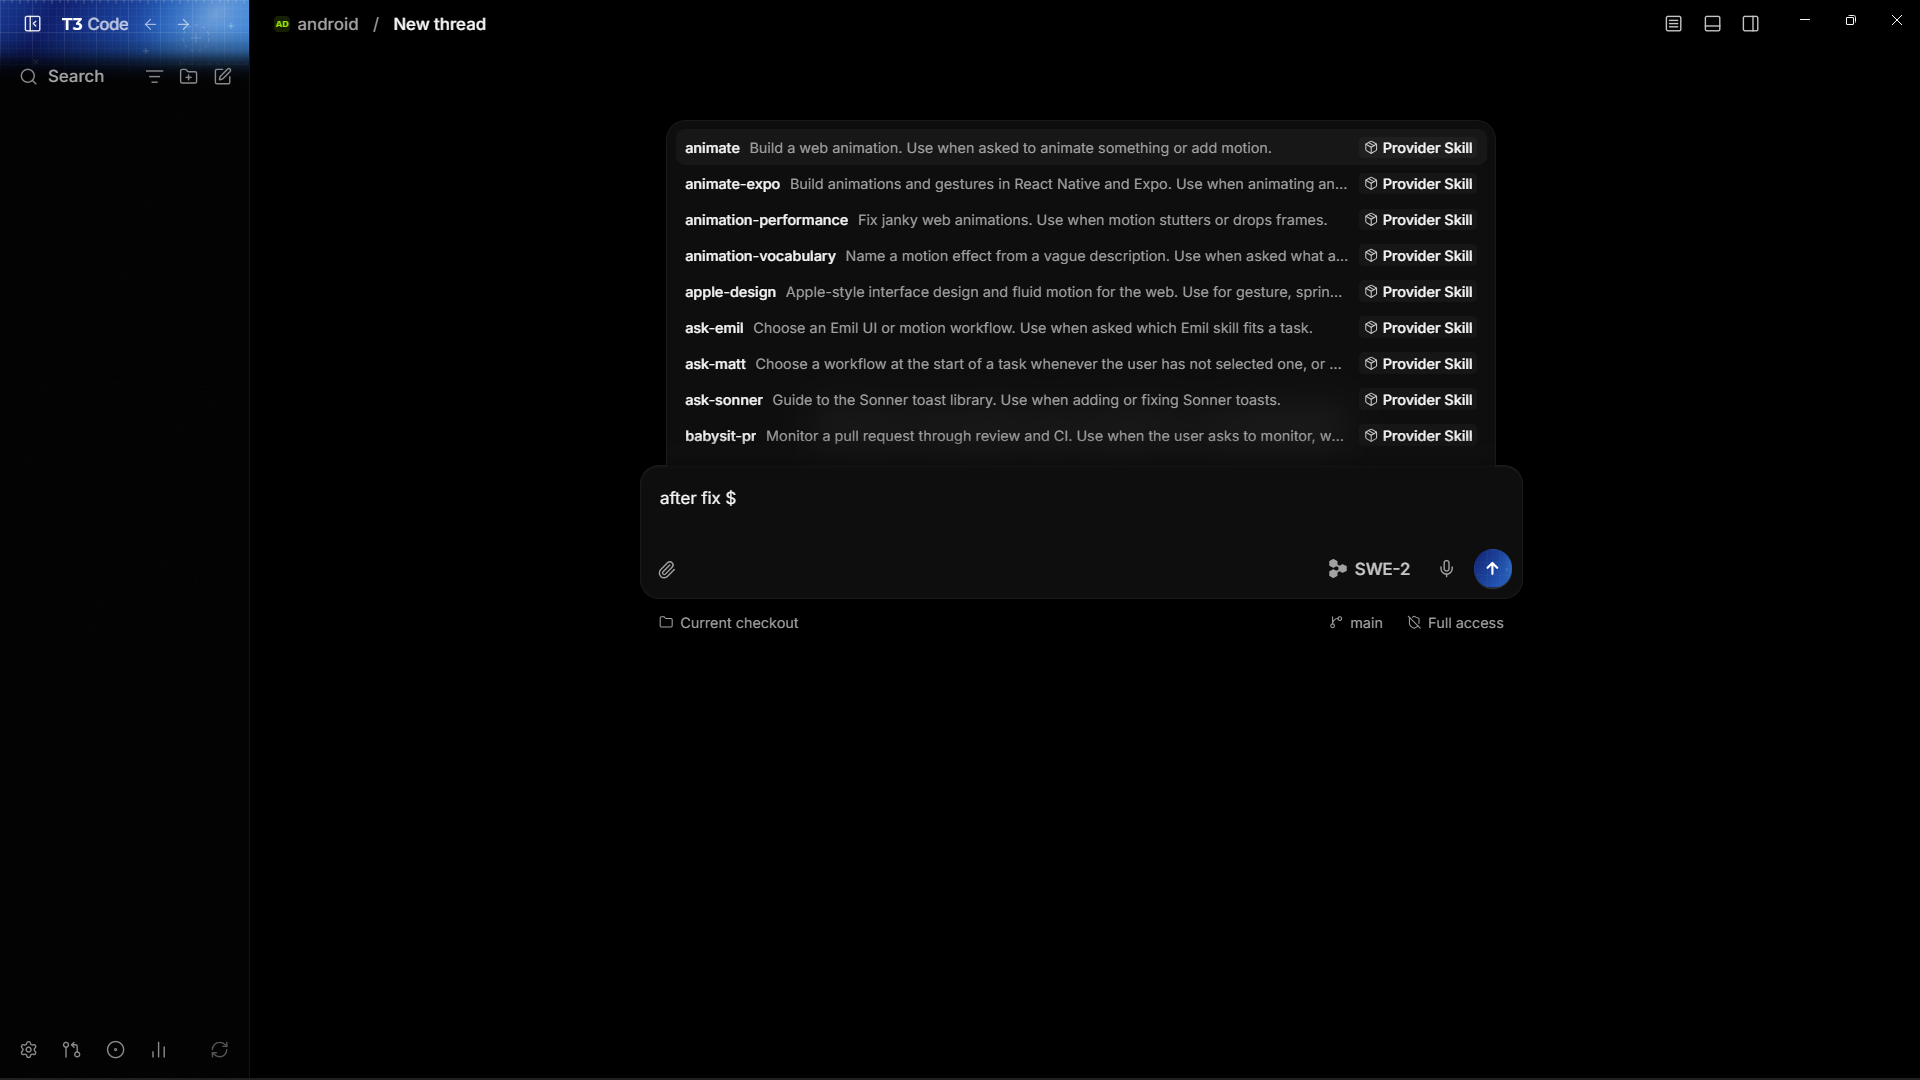 T3 Code
AD android / New thread
Search
animate Build a web animation. Use when asked to animate something or add motion. Provider Skill
animate-expo Build animations and gestures in React Native and Expo. Use when animating an... Provider Skill
animation-performance Fix janky web animations. Use when motion stutters or drops frames. Provider Skill
animation-vocabulary Name a motion effect from a vague description. Use when asked what a... Provider Skill
apple-design Apple-style interface design and fluid motion for the web. Use for gesture, sprin... Provider Skill
ask-emil Choose an Emil UI or motion workflow. Use when asked which Emil skill fits a task. Provider Skill
ask-matt Choose a workflow at the start of a task whenever the user has not selected one, or ... Provider Skill
ask-sonner Guide to the Sonner toast library. Use when adding or fixing Sonner toasts. Provider Skill
babysit-pr Monitor a pull request through review and CI. Use when the user asks to monitor, w... Provider Skill
after fix $
SWE-2
Current checkout
main
Full access